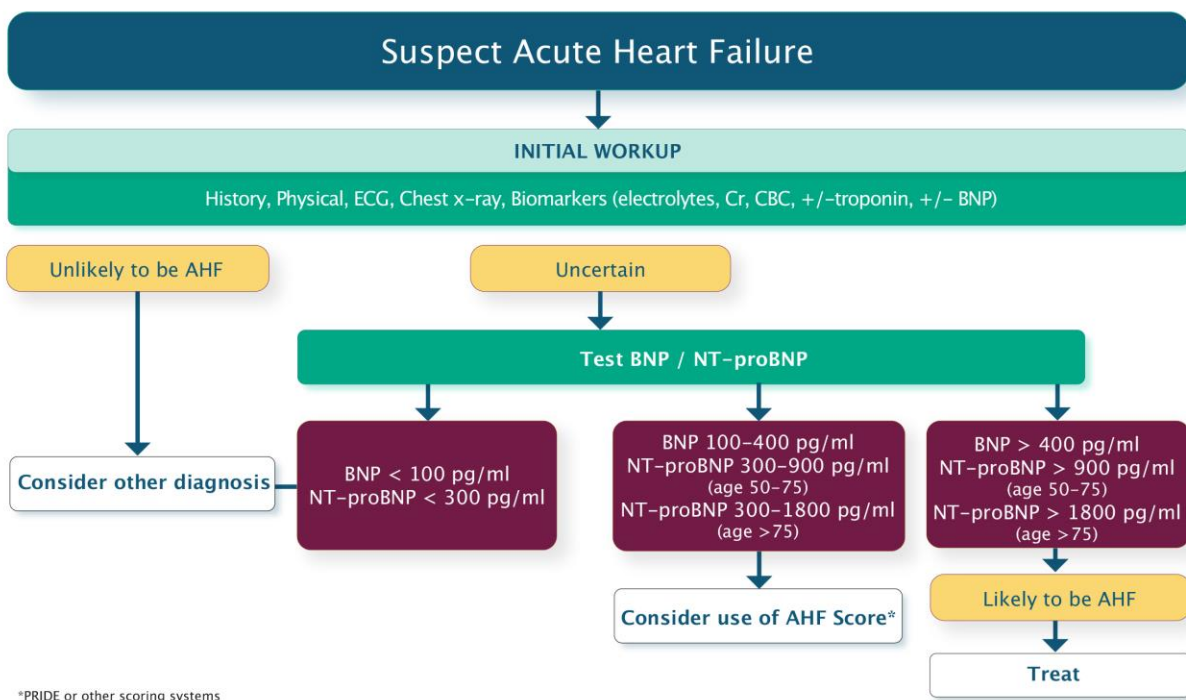 Suspect Acute Heart Failure
INITIAL WORKUP
History, Physical, ECG, Chest x-ray, Biomarkers (electrolytes, Cr, CBC, +/-troponin, +/- BNP)
Unlikely to be AHF
Uncertain
Test BNP / NT-proBNP
Consider other diagnosis
BNP < 100 pg/ml
NT-proBNP < 300 pg/ml
BNP 100-400 pg/ml
NT-proBNP 300-900 pg/ml
(age 50-75)
NT-proBNP 300-1800 pg/ml
(age >75)
BNP > 400 pg/ml
NT-proBNP > 900 pg/ml
(age 50-75)
NT-proBNP > 1800 pg/ml
(age >75)
Consider use of AHF Score*
Likely to be AHF
Treat
*PRIDE or other scoring systems